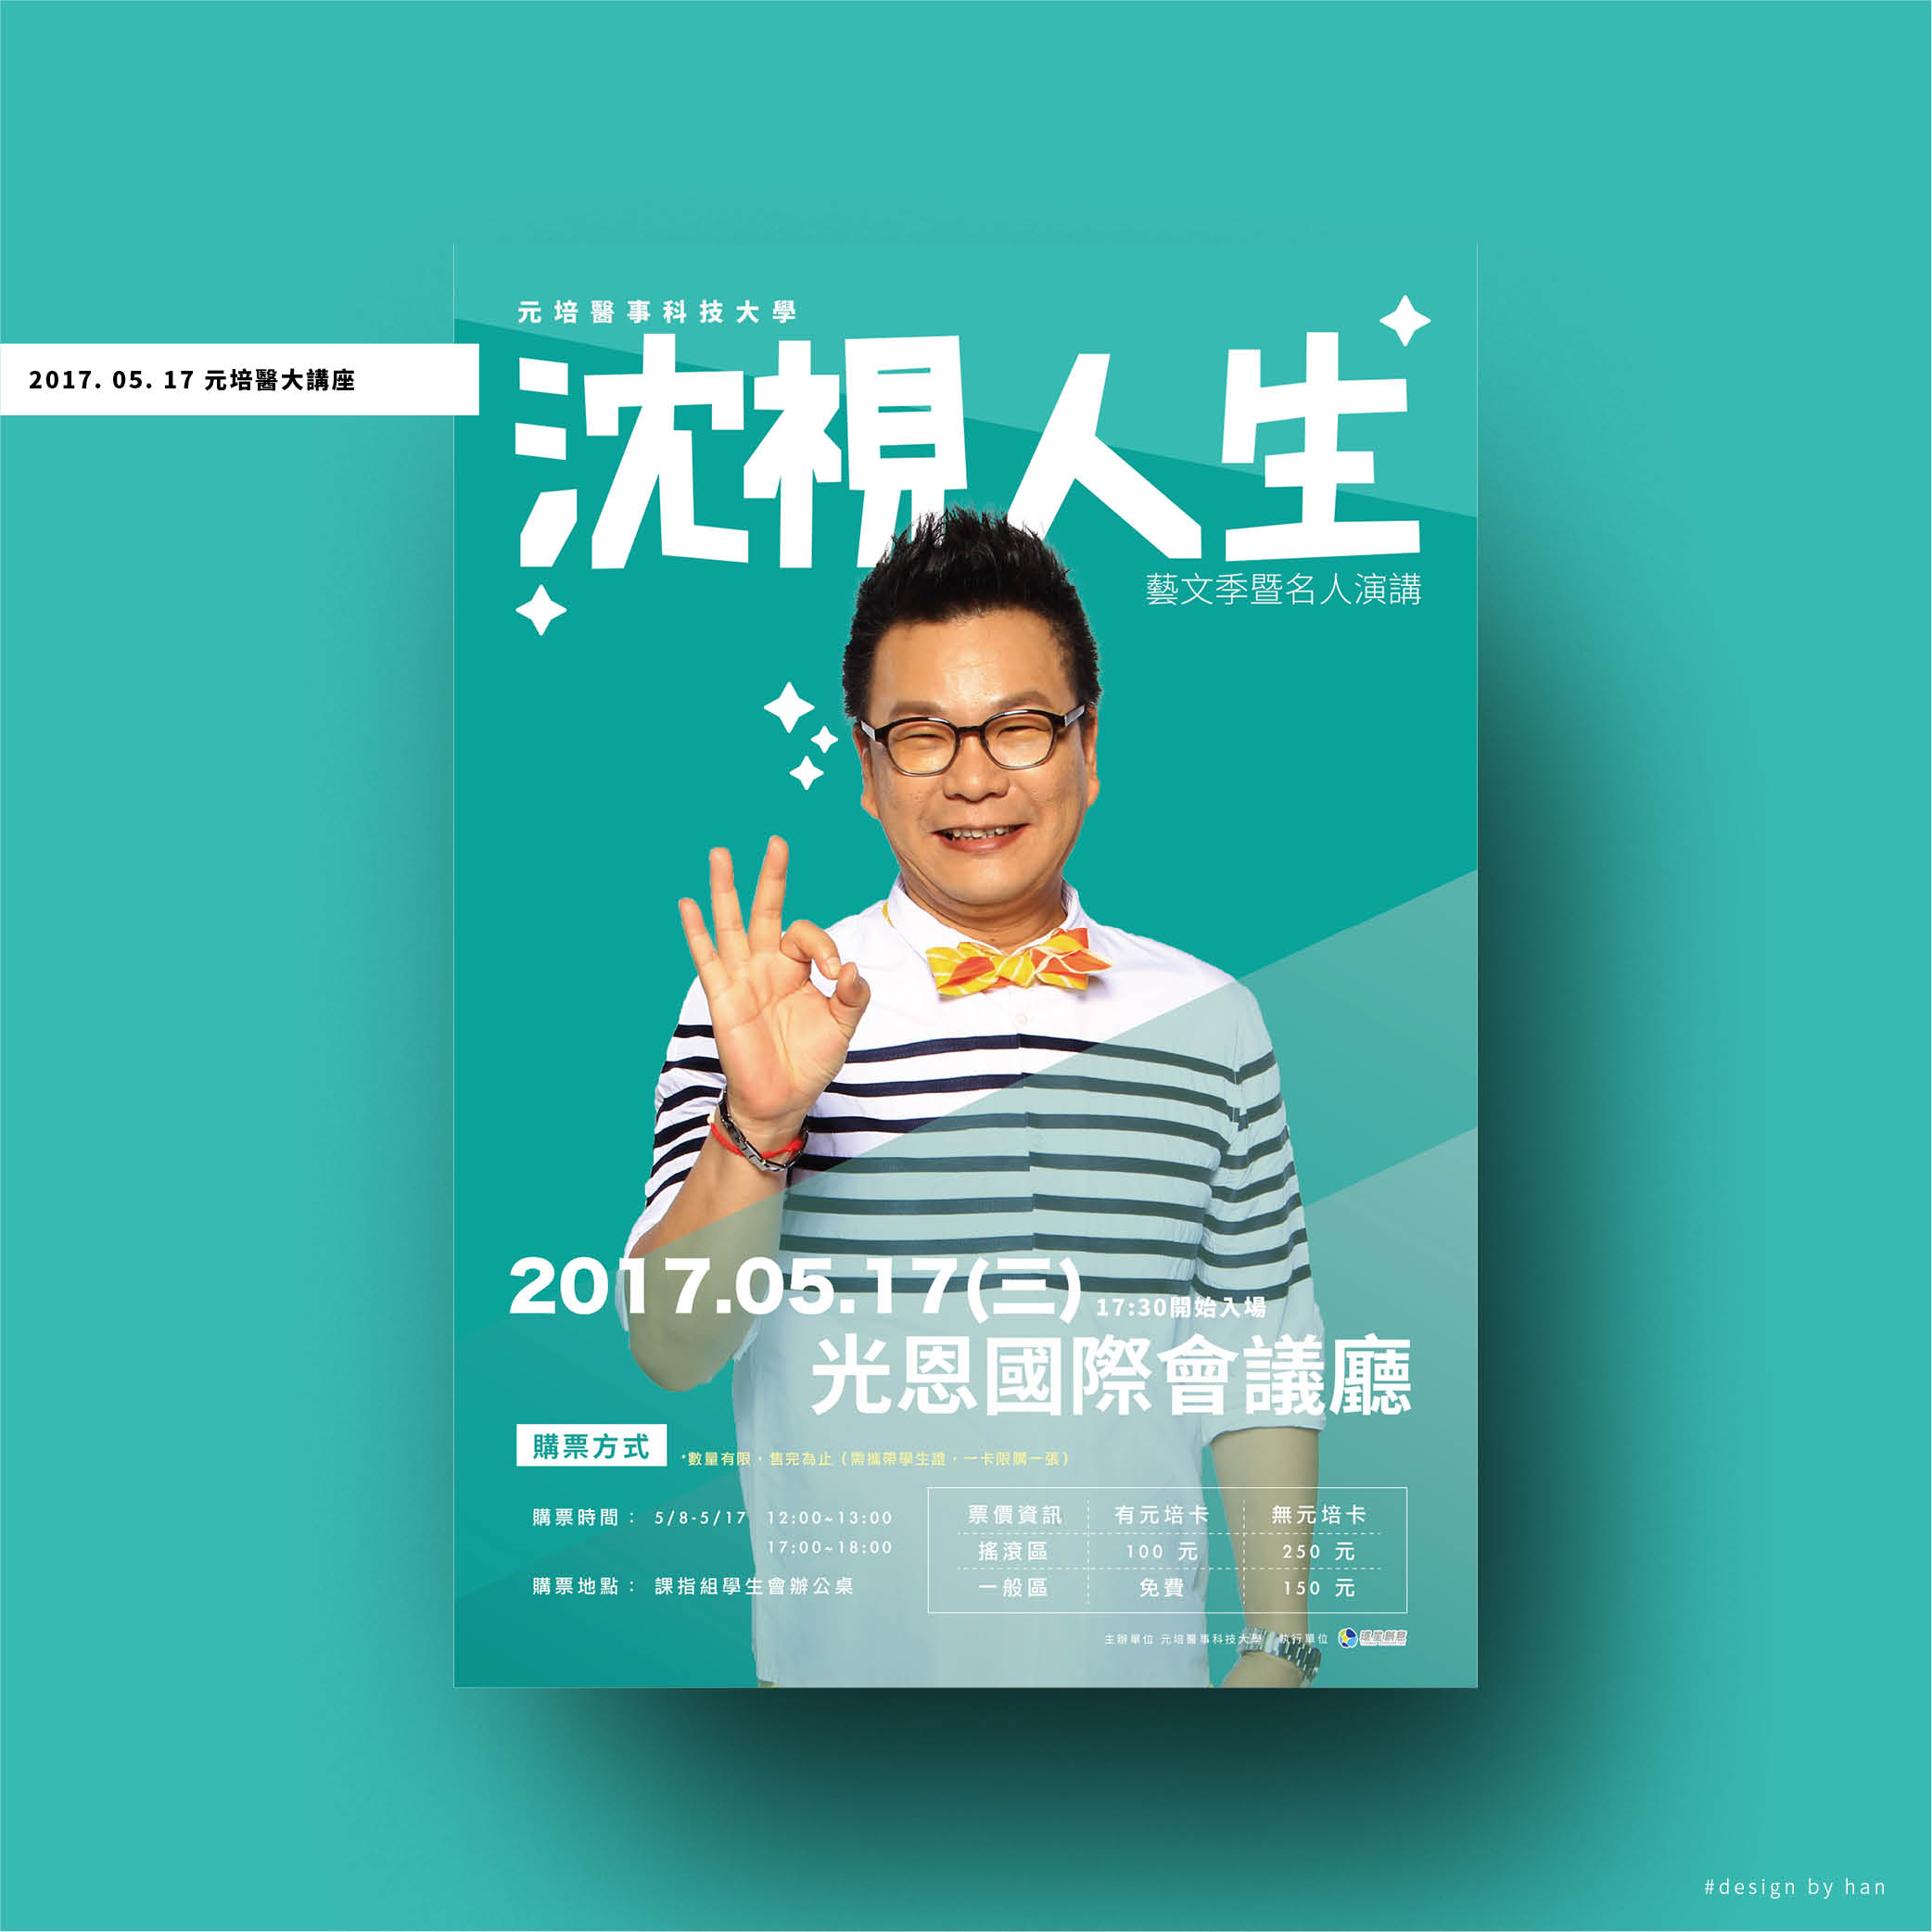 2017. 05. 17 元培醫大講座
元培醫事科技大學
沈視人生
藝文季暨名人演講
2017.05.17(三) 17:30開始入場
光恩國際會議廳
購票方式 *數量有限，售完為止（需攜帶學生證，一卡限購一張）
購票時間： 5/8-5/17 12:00~13:00
17:00~18:00
購票地點： 課指組學生會辦公桌
票價資訊 有元培卡 無元培卡
搖滾區 100 元 250 元
一般區 免費 150 元
主辦單位 元培醫事科技大學 執行單位 環星創意
#design by han